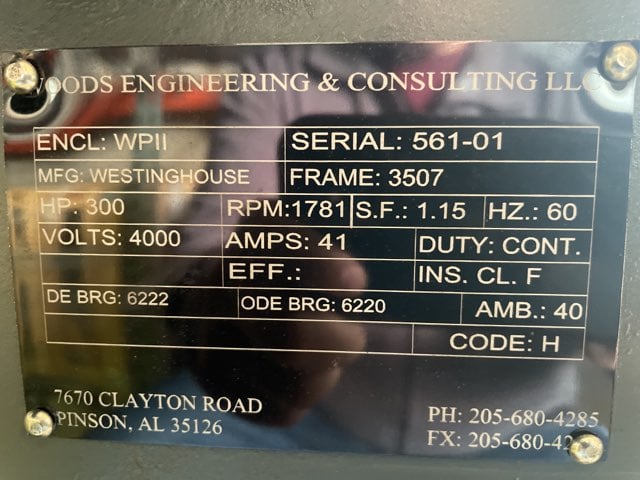 WOODS ENGINEERING & CONSULTING LLC
ENCL: WPII SERIAL: 561-01
MFG: WESTINGHOUSE FRAME: 3507
HP: 300 RPM:1781 S.F.: 1.15 HZ.: 60
VOLTS: 4000 AMPS: 41 DUTY: CONT.
EFF.: INS. CL. F
DE BRG: 6222 ODE BRG: 6220 AMB.: 40
CODE: H
7670 CLAYTON ROAD
PINSON, AL 35126
PH: 205-680-4285
FX: 205-680-